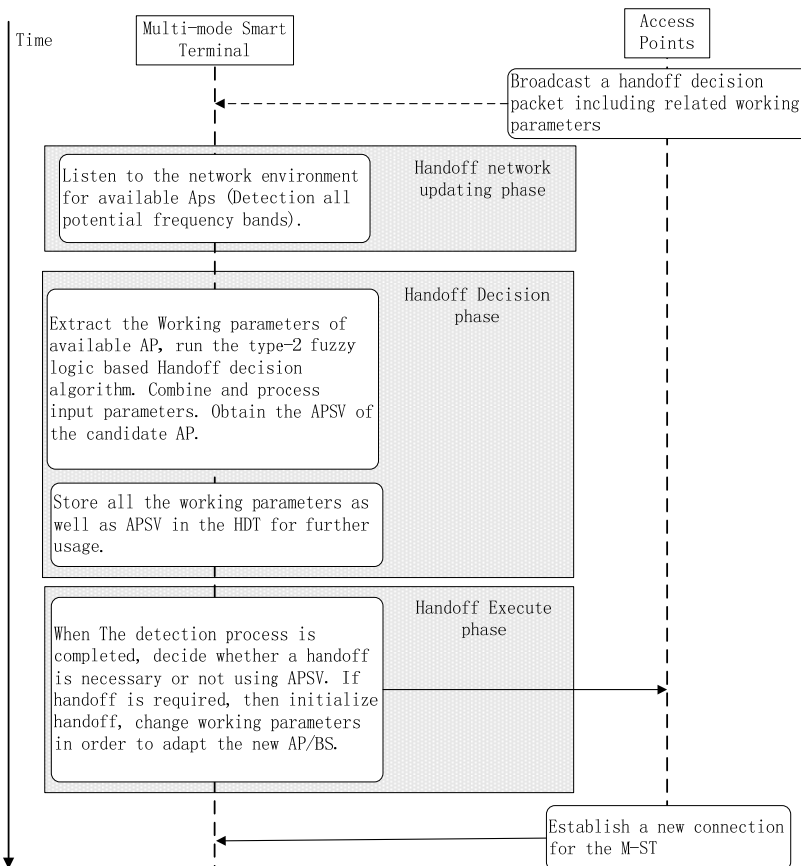 Time
Multi-mode Smart
Terminal
Access
Points
Broadcast a handoff decision
packet including related working
parameters
Handoff network
updating phase
Listen to the network environment
for available Aps (Detection all
potential frequency bands).
Handoff Decision
phase
Extract the Working parameters of
available AP, run the type-2 fuzzy
logic based Handoff decision
algorithm. Combine and process
input parameters. Obtain the APSV of
the candidate AP.
Store all the working parameters as
well as APSV in the HDT for further
usage.
Handoff Execute
phase
When The detection process is
completed, decide whether a handoff
is necessary or not using APSV. If
handoff is required, then initialize
handoff, change working parameters
in order to adapt the new AP/BS.
Establish a new connection
for the M-ST